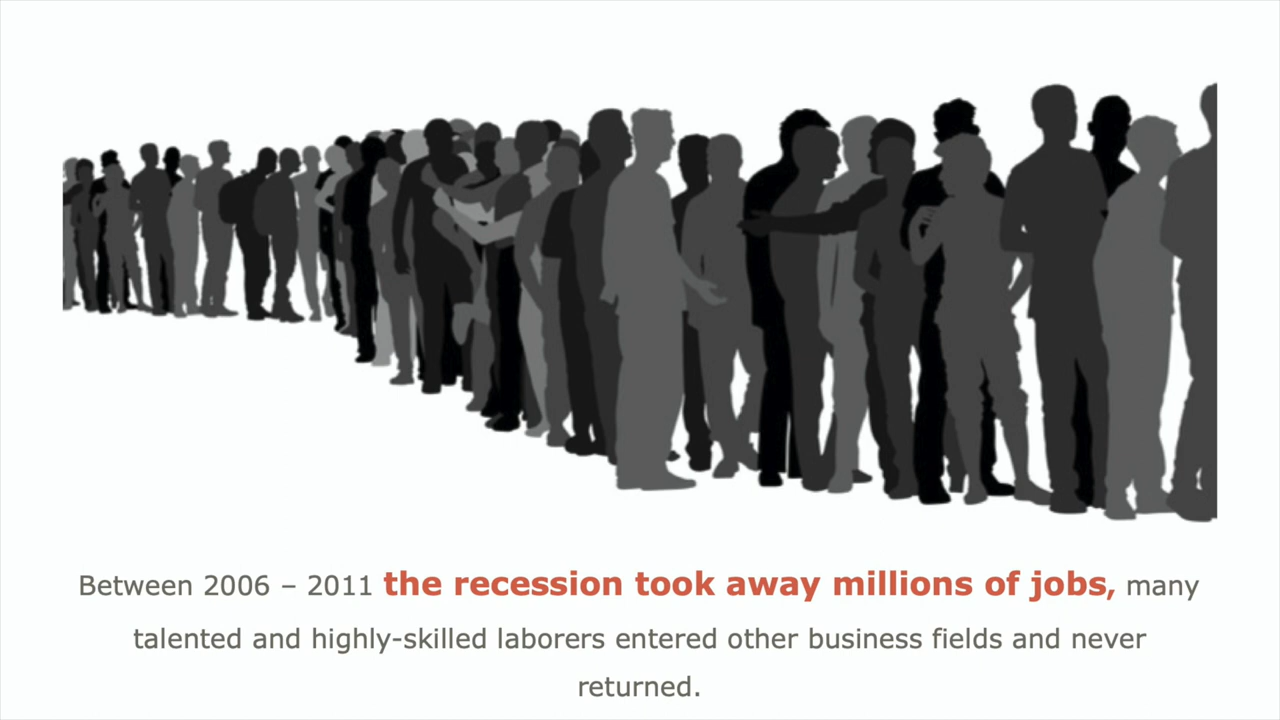 Between 2006 – 2011 the recession took away millions of jobs, many
talented and highly-skilled laborers entered other business fields and never
returned.